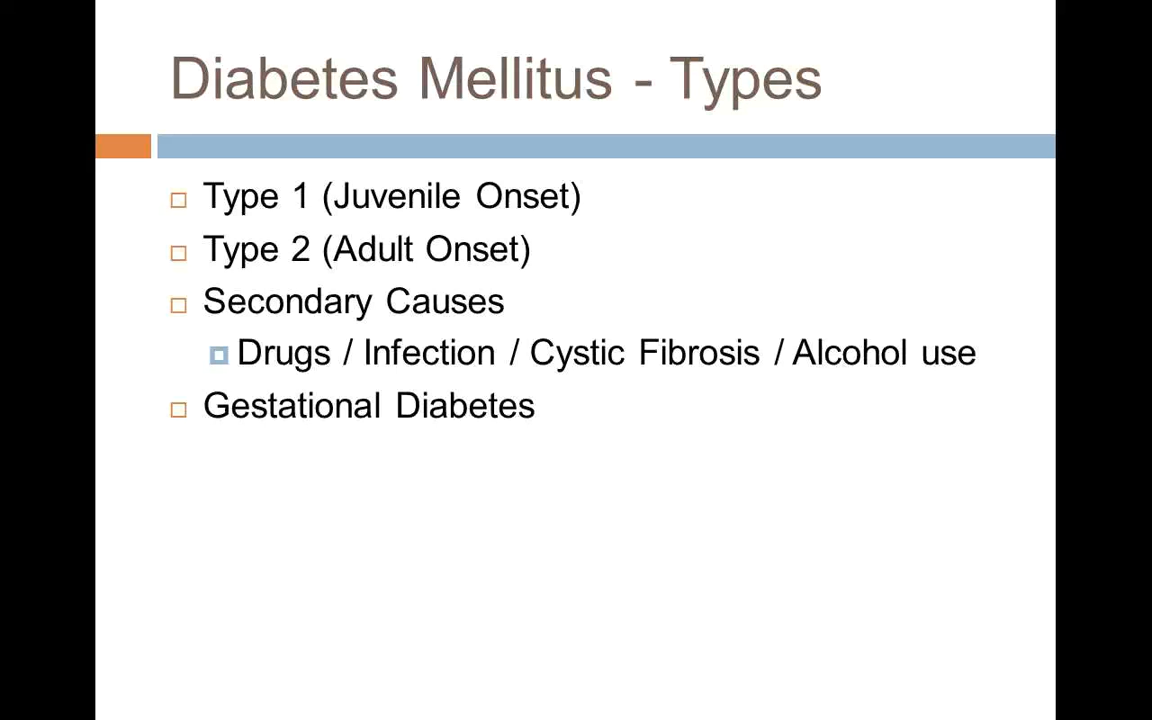 Diabetes Mellitus - Types
Type 1 (Juvenile Onset)
Type 2 (Adult Onset)
Secondary Causes
Drugs / Infection / Cystic Fibrosis / Alcohol use
Gestational Diabetes